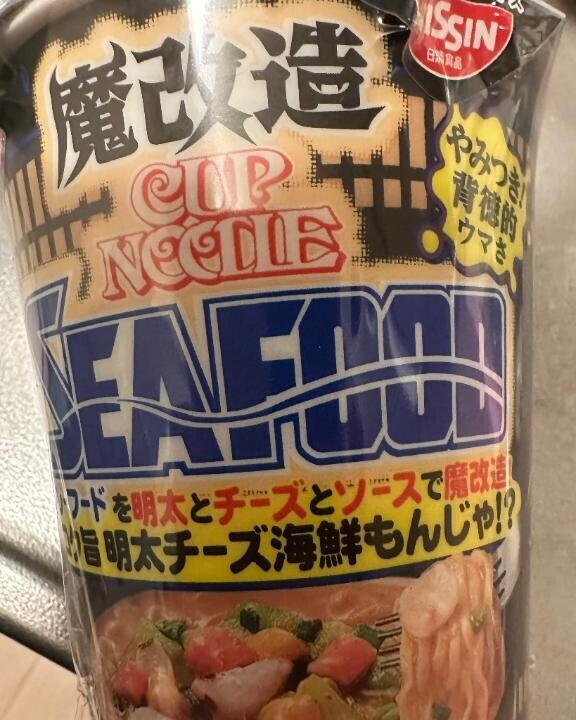 NISSIN
日清食品
魔改造
CUP
NOODLE
やみつき!
背徳的
ウマさ
SEAFOOD
フードを明太とチーズとソースで魔改造
旨 明太チーズ海鮮もんじゃ!?